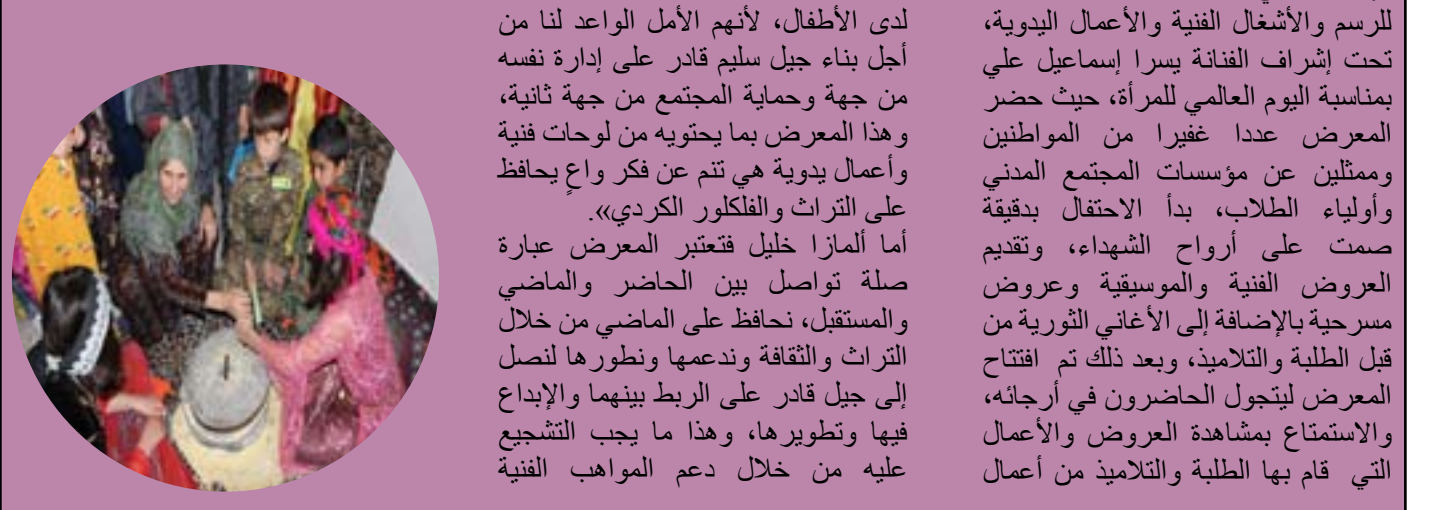 للرسم والأشغال الفنية والأعمال اليدوية،
تحت إشراف الفنانة يسرا إسماعيل علي
بمناسبة اليوم العالمي للمرأة، حيث حضر
المعرض عددا غفيرا من المواطنين
وممثلين عن مؤسسات المجتمع المدني
وأولياء الطلاب، بدأ الاحتفال بدقيقة
صمت على أرواح الشهداء، وتقديم
العروض الفنية والموسيقية وعروض
مسرحية بالإضافة إلى الأغاني الثورية من
قبل الطلبة والتلاميذ، وبعد ذلك تم افتتاح
المعرض ليتجول الحاضرون في أرجائه،
والاستمتاع بمشاهدة العروض والأعمال
التي قام بها الطلبة والتلاميذ من أعمال
لدى الأطفال، لأنهم الأمل الواعد لنا من
أجل بناء جيل سليم قادر على إدارة نفسه
من جهة وحماية المجتمع من جهة ثانية،
وهذا المعرض بما يحتويه من لوحات فنية
وأعمال يدوية هي تنم عن فكر واعٍ يحافظ
على التراث والفلكلور الكردي».
أما ألمازا خليل فتعتبر المعرض عبارة
صلة تواصل بين الحاضر والماضي
والمستقبل، نحافظ على الماضي من خلال
التراث والثقافة وندعمها ونطورها لنصل
إلى جيل قادر على الربط بينهما والإبداع
فيها وتطويرها، وهذا ما يجب التشجيع
عليه من خلال دعم المواهب الفنية